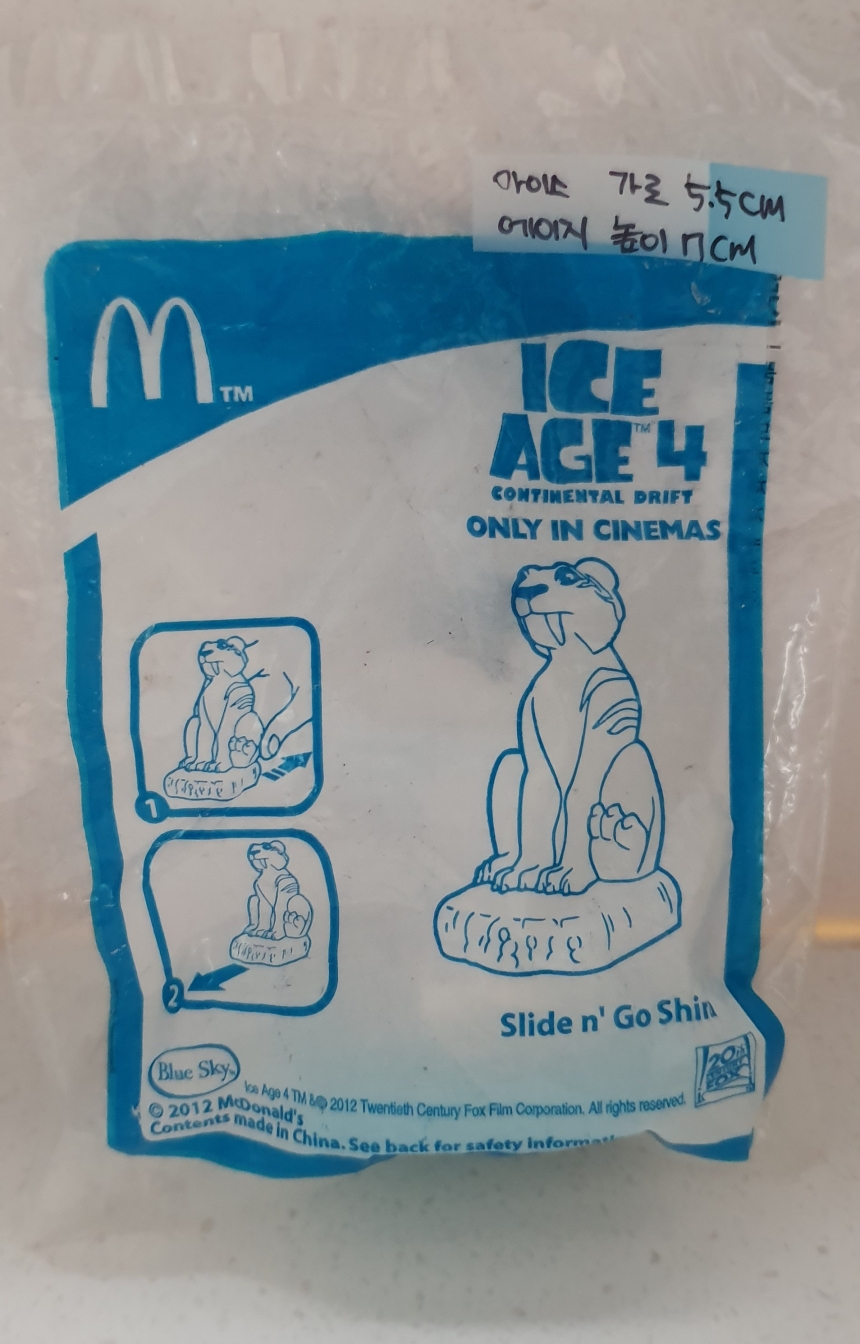 아이스 가로 5.5CM
에이지 높이 7CM
M TM
ICE
AGE TM 4
CONTINENTAL DRIFT
ONLY IN CINEMAS
1
2
Slide n' Go Shira
Blue Sky
20th
CENTURY
FOX
Ice Age 4 TM & © 2012 Twentieth Century Fox Film Corporation. All rights reserved.
© 2012 McDonald's
Contents made in China. See back for safety